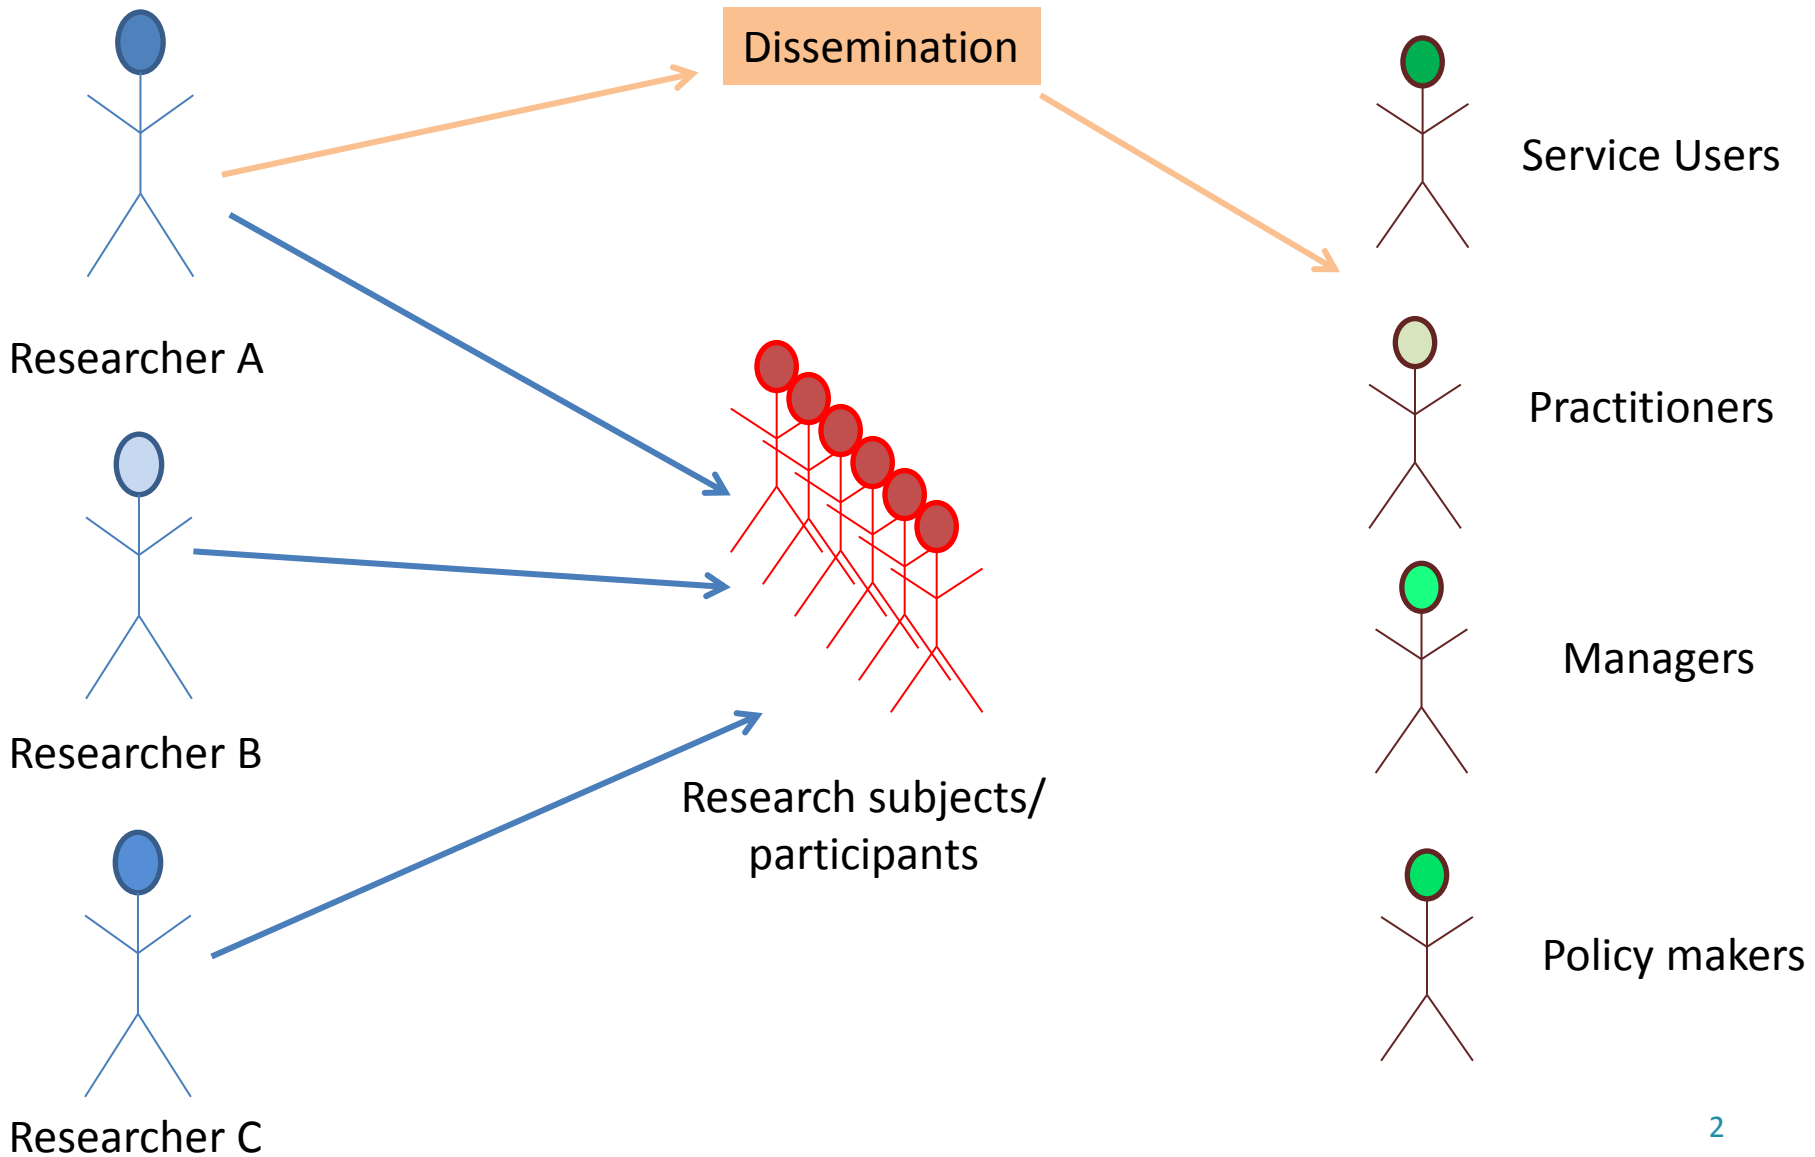 Dissemination
Service Users
Researcher A
Practitioners
Researcher B
Managers
Research subjects/
participants
Policy makers
Researcher C
2